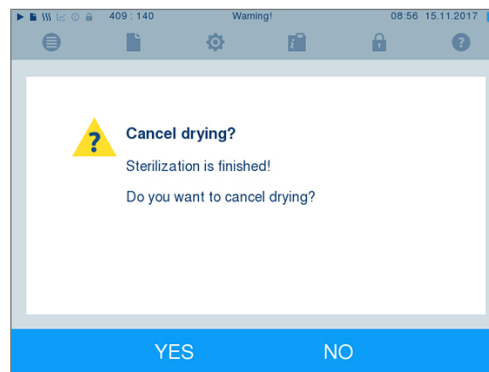 409 : 140 Warning! 08:56 15.11.2017
Cancel drying?
Sterilization is finished!
Do you want to cancel drying?
YES NO